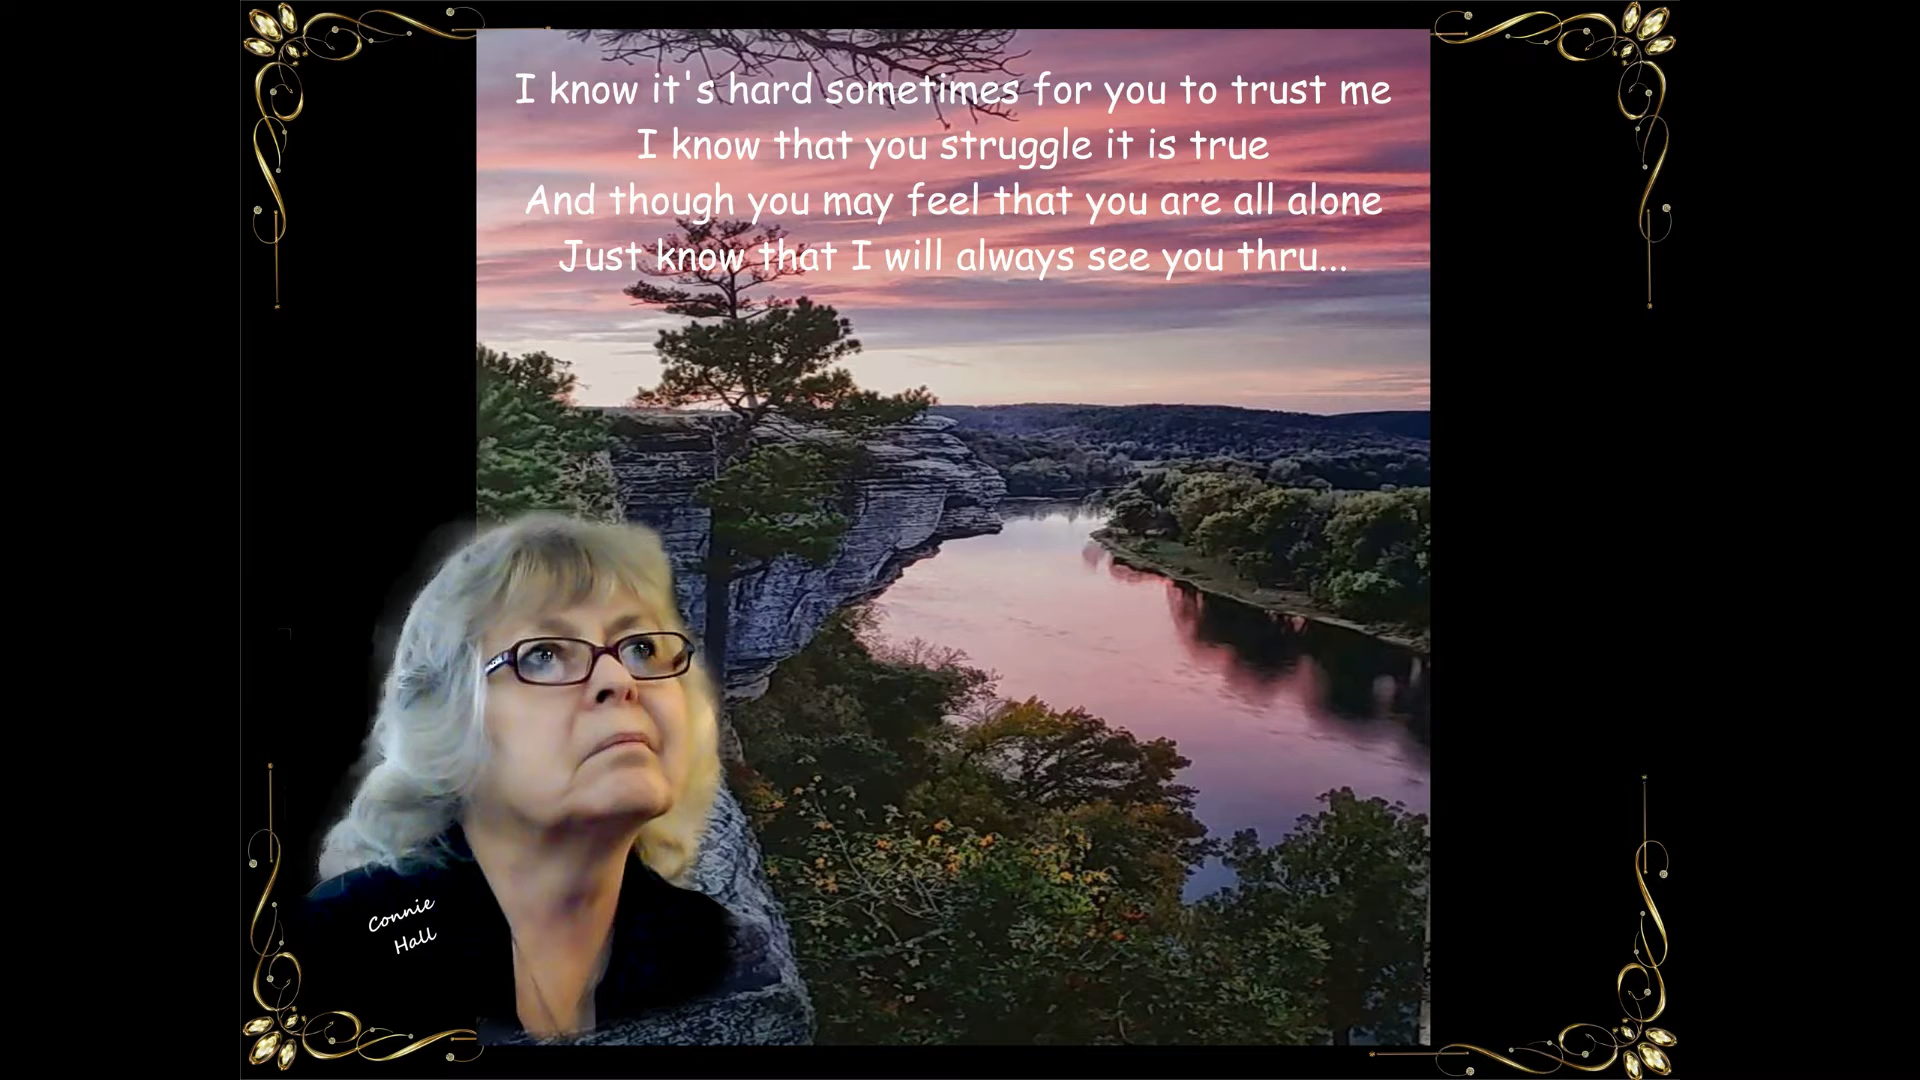 I know it's hard sometimes for you to trust me
I know that you struggle it is true
And though you may feel that you are all alone
Just know that I will always see you thru...
Connie
Hall